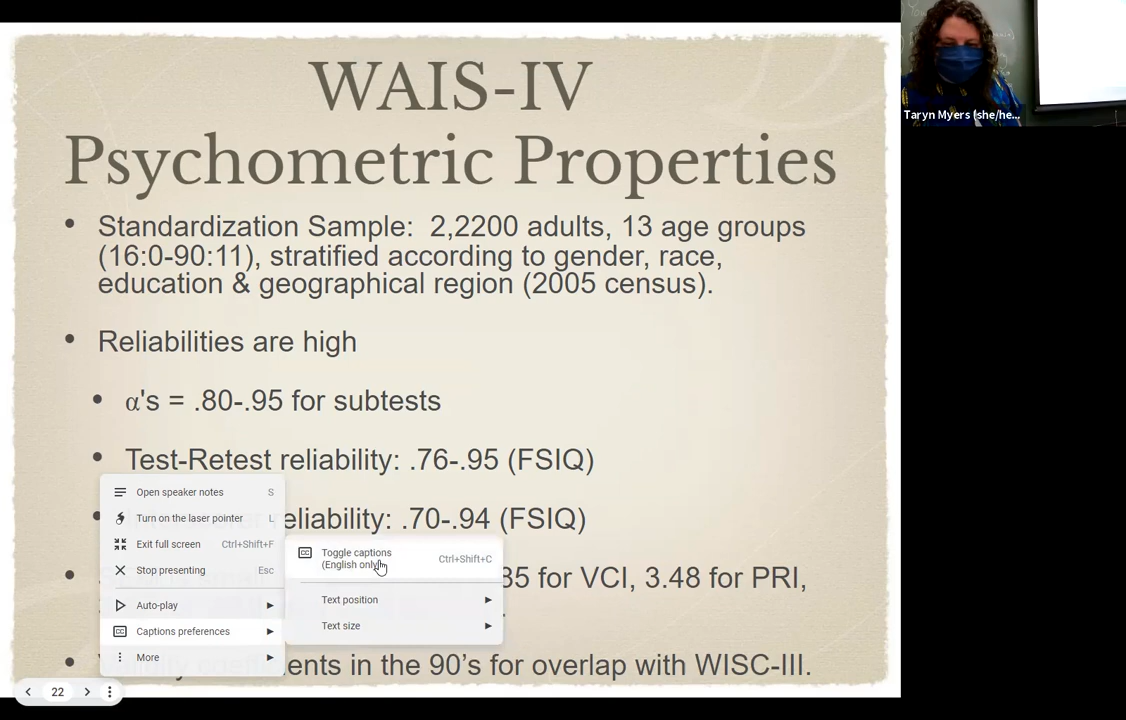 WAIS-IV
Psychometric Properties
• Standardization Sample:  2,2200 adults, 13 age groups
(16:0-90:11), stratified according to gender, race,
education & geographical region (2005 census).
• Reliabilities are high
• α's = .80-.95 for subtests
• Test-Retest reliability: .76-.95 (FSIQ)
reliability: .70-.94 (FSIQ)
85 for VCI, 3.48 for PRI,
in the 90’s for overlap with WISC-III.
Open speaker notes S
Turn on the laser pointer L
Exit full screen Ctrl+Shift+F
Stop presenting Esc
Auto-play
Captions preferences
More
Toggle captions
(English only) Ctrl+Shift+C
Text position
Text size
22
Taryn Myers (she/he...